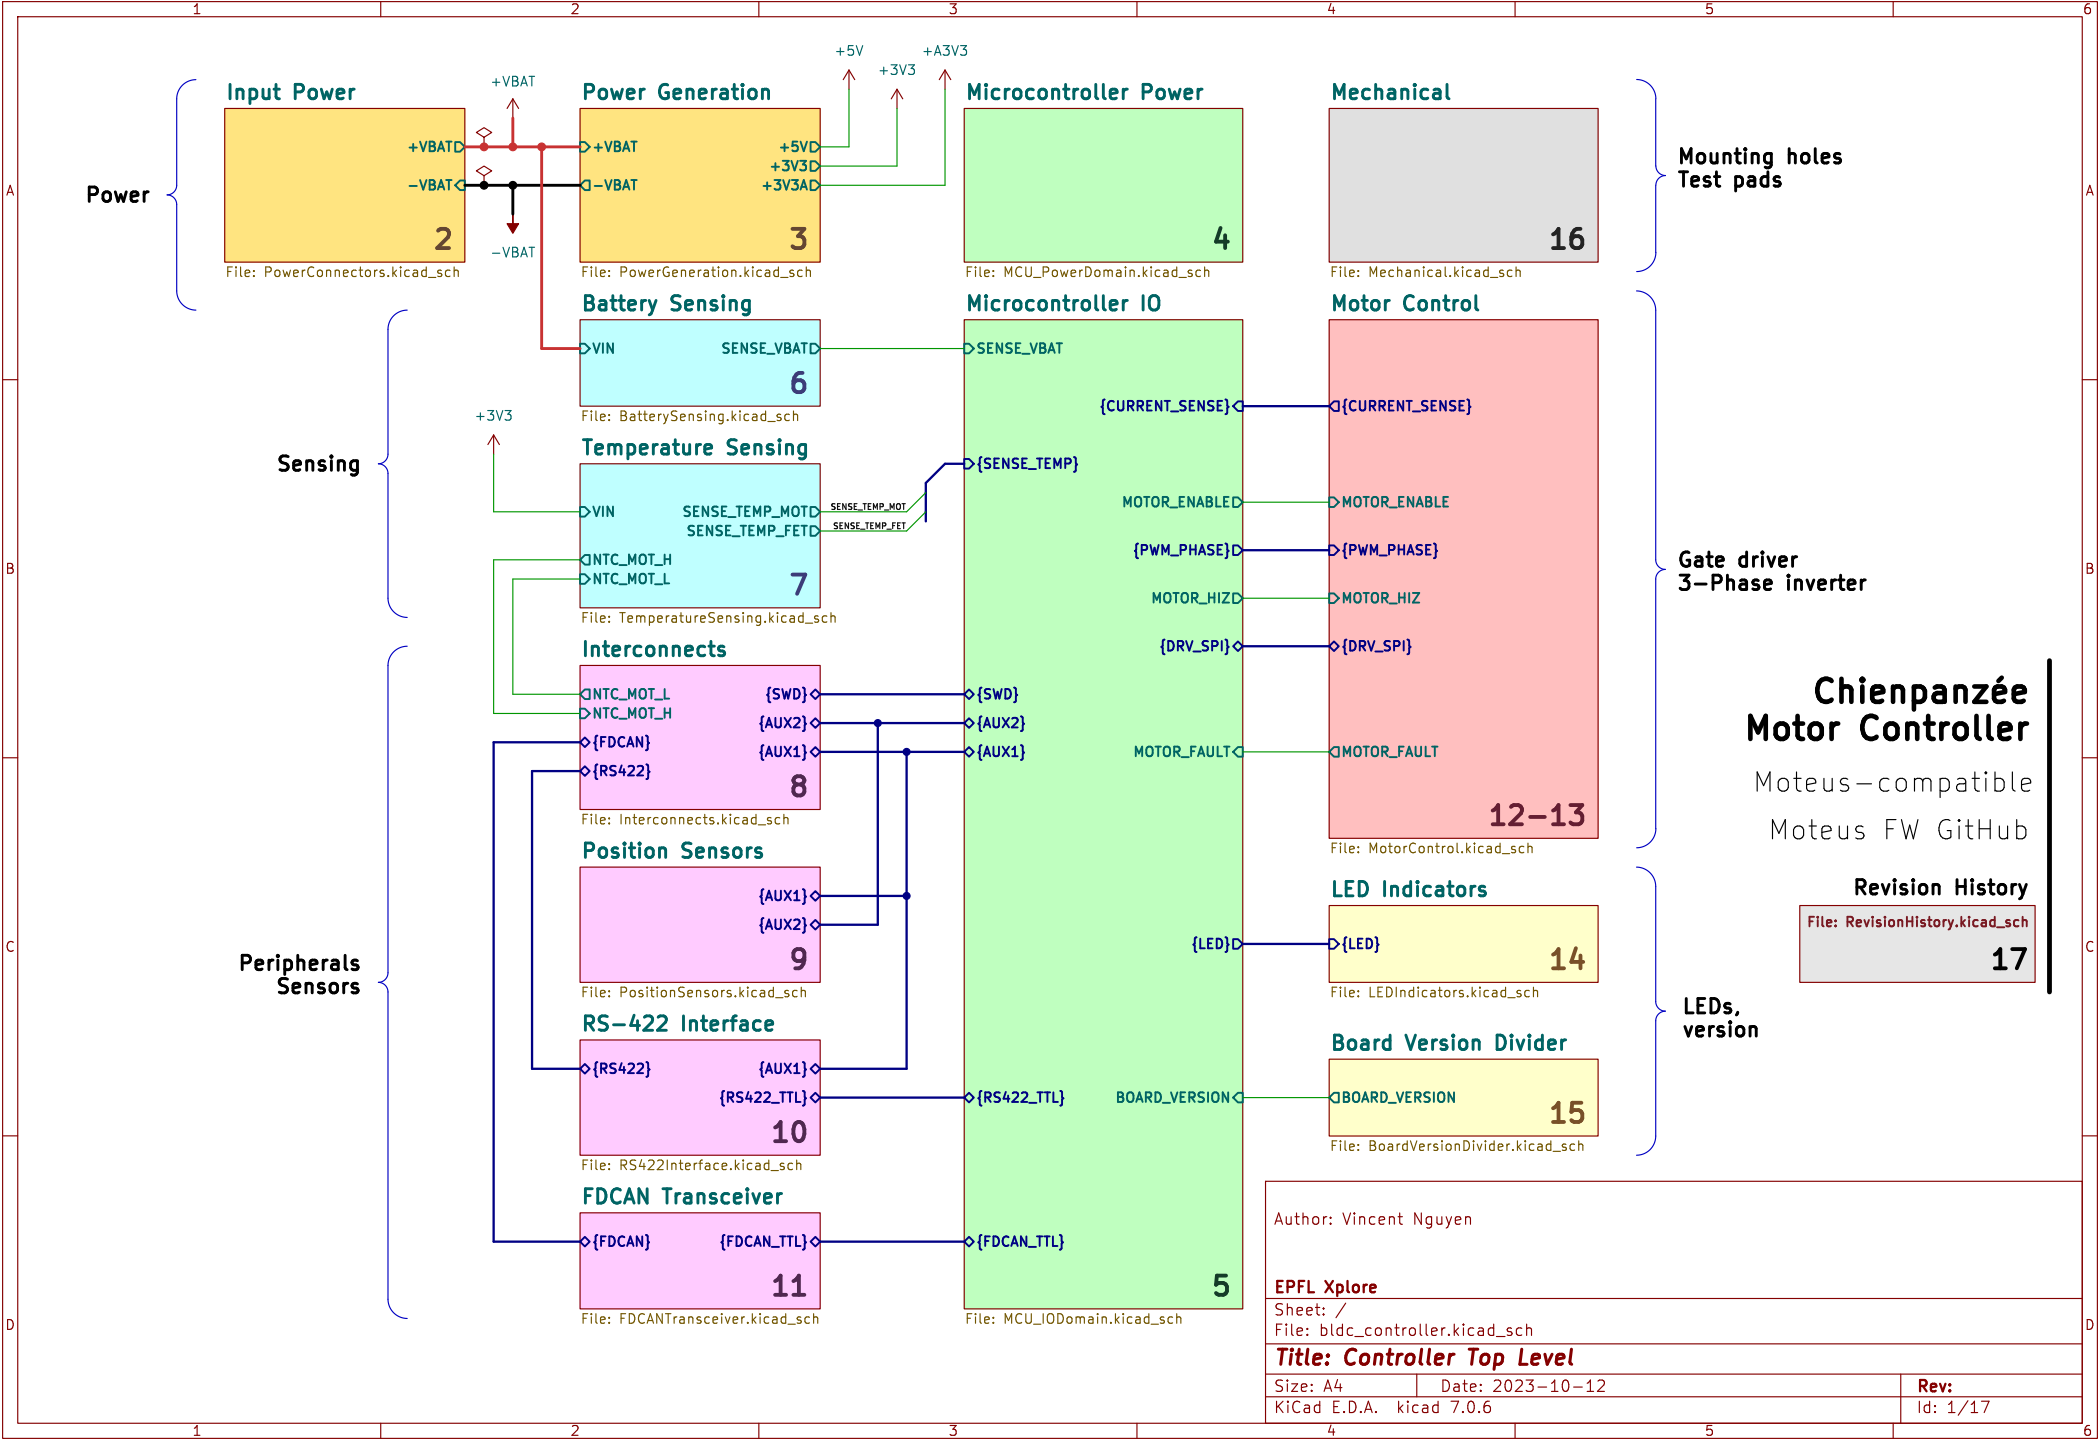 1 2 3 4 5 6
A
B
C
D
A
B
C
D
Power
Input Power
+VBAT
-VBAT
2
File: PowerConnectors.kicad_sch
+VBAT
-VBAT
Power Generation
+VBAT
-VBAT
+5V
+3V3
+3V3A
3
File: PowerGeneration.kicad_sch
+5V
+3V3
+A3V3
Microcontroller Power
4
File: MCU_PowerDomain.kicad_sch
Mechanical
16
File: Mechanical.kicad_sch
Mounting holes
Test pads
Sensing
Battery Sensing
VIN
SENSE_VBAT
6
File: BatterySensing.kicad_sch
+3V3
Temperature Sensing
VIN
SENSE_TEMP_MOT
SENSE_TEMP_FET
NTC_MOT_H
NTC_MOT_L
7
File: TemperatureSensing.kicad_sch
SENSE_TEMP_MOT
SENSE_TEMP_FET
Peripherals
Sensors
Interconnects
NTC_MOT_L
NTC_MOT_H
{FDCAN}
{RS422}
{SWD}
{AUX2}
{AUX1}
8
File: Interconnects.kicad_sch
Position Sensors
{AUX1}
{AUX2}
9
File: PositionSensors.kicad_sch
RS-422 Interface
{RS422}
{AUX1}
{RS422_TTL}
10
File: RS422Interface.kicad_sch
FDCAN Transceiver
{FDCAN}
{FDCAN_TTL}
11
File: FDCANTransceiver.kicad_sch
Microcontroller IO
SENSE_VBAT
{CURRENT_SENSE}
{SENSE_TEMP}
MOTOR_ENABLE
{PWM_PHASE}
MOTOR_HIZ
{DRV_SPI}
{SWD}
{AUX2}
{AUX1}
MOTOR_FAULT
{LED}
{RS422_TTL}
BOARD_VERSION
{FDCAN_TTL}
5
File: MCU_IODomain.kicad_sch
Motor Control
{CURRENT_SENSE}
MOTOR_ENABLE
{PWM_PHASE}
MOTOR_HIZ
{DRV_SPI}
MOTOR_FAULT
12-13
File: MotorControl.kicad_sch
Gate driver
3-Phase inverter
LED Indicators
{LED}
14
File: LEDIndicators.kicad_sch
Board Version Divider
BOARD_VERSION
15
File: BoardVersionDivider.kicad_sch
LEDs,
version
Chienpanzée
Motor Controller
Moteus-compatible
Moteus FW GitHub
Revision History
File: RevisionHistory.kicad_sch
17
Author: Vincent Nguyen
EPFL Xplore
Sheet: /
File: bldc_controller.kicad_sch
Title: Controller Top Level
Size: A4 Date: 2023-10-12 Rev:
KiCad E.D.A. kicad 7.0.6 Id: 1/17
1 2 3 4 5 6